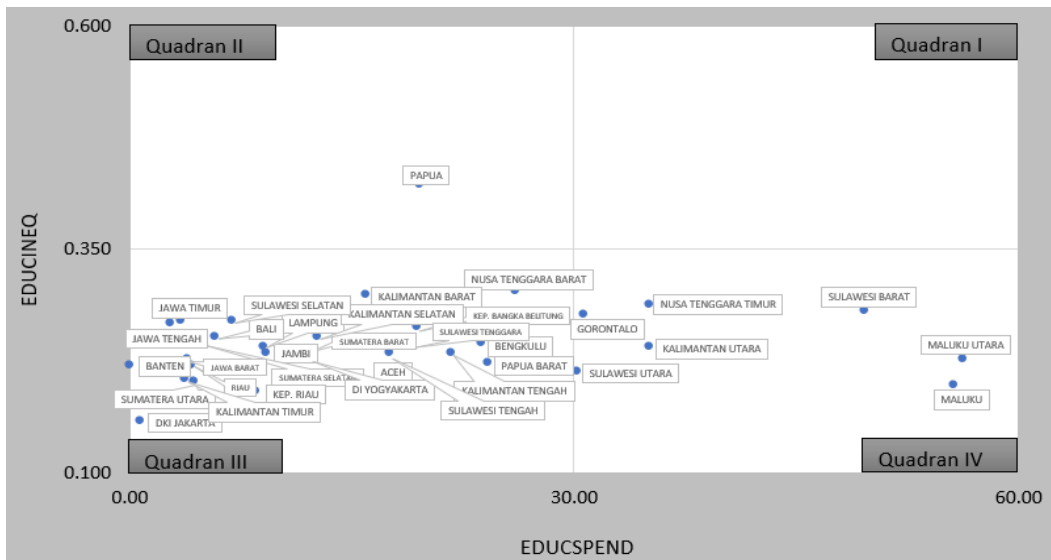 0.600
Quadran II
Quadran I
PAPUA
EDUCINEQ
0.350
NUSA TENGGARA BARAT
KALIMANTAN BARAT
SULAWESI BARAT
JAWA TIMUR
SULAWESI SELATAN
NUSA TENGGARA TIMUR
KALIMANTAN SELATAN
KEP. BANGKA BELITUNG
LAMPUNG
BALI
GORONTALO
SULAWESI TENGGARA
JAWA TENGAH
SUMATERA BARAT
BENGKULU
MALUKU UTARA
KALIMANTAN UTARA
JAMBI
BANTEN
JAWA BARAT
ACEH
PAPUA BARAT
SULAWESI UTARA
SUMATERA SELATAN
RIAU
DI YOGYAKARTA
KALIMANTAN TENGAH
KEP. RIAU
SUMATERA UTARA
MALUKU
KALIMANTAN TIMUR
SULAWESI TENGAH
DKI JAKARTA
Quadran III
Quadran IV
0.100
0.00
30.00
60.00
EDUCSPEND